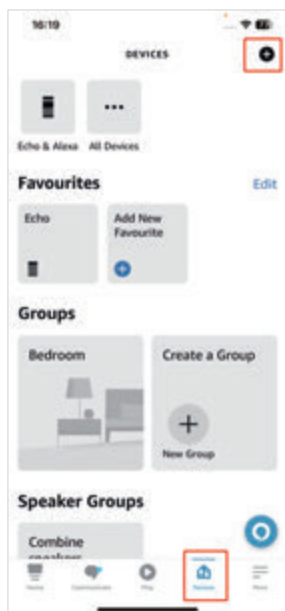 16:19
DEVICES
Echo & Alexa All Devices
Favourites Edit
Echo Add New
Favourite
Groups
Bedroom Create a Group
New Group
Speaker Groups
Combine
speakers
Home Communicate Play Devices More